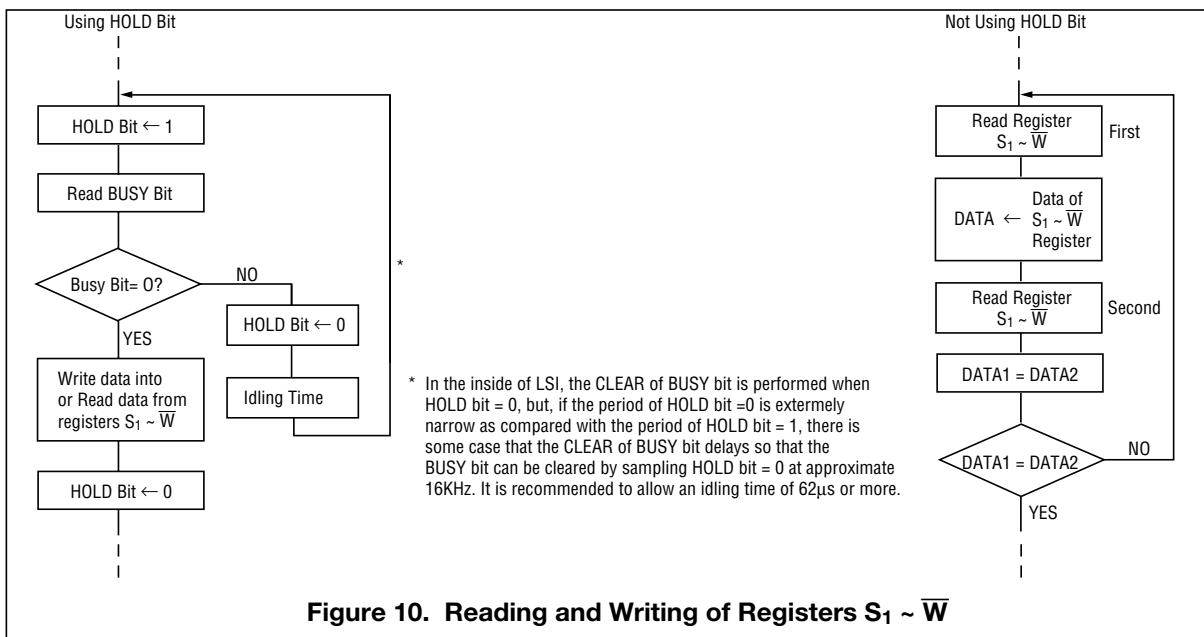 Using HOLD Bit
HOLD Bit ← 1
Read BUSY Bit
Busy Bit= O?
NO
YES
HOLD Bit ← 0
Idling Time
*
Write data into
or Read data from
registers S₁ ~ W̅
HOLD Bit ← 0
* In the inside of LSI, the CLEAR of BUSY bit is performed when
HOLD bit = 0, but, if the period of HOLD bit =0 is extermely
narrow as compared with the period of HOLD bit = 1, there is
some case that the CLEAR of BUSY bit delays so that the
BUSY bit can be cleared by sampling HOLD bit = 0 at approximate
16KHz. It is recommended to allow an idling time of 62µs or more.
Not Using HOLD Bit
Read Register
S₁ ~ W̅
First
DATA ← Data of
S₁ ~ W̅
Register
Read Register
S₁ ~ W̅
Second
DATA1 = DATA2
DATA1 = DATA2
NO
YES
Figure 10. Reading and Writing of Registers S₁ ~ W̅